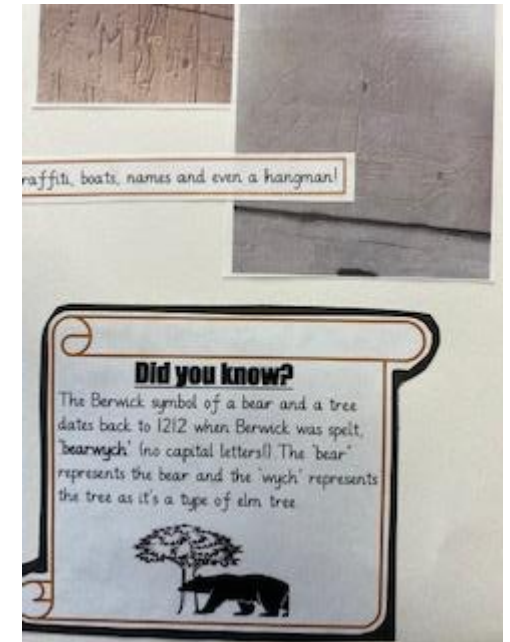 raffiti, boats, names and even a hangman!
Did you know?
The Berwick symbol of a bear and a tree
dates back to 1212 when Berwick was spelt,
'bearwych' (no capital letters!). The 'bear'
represents the bear and the 'wych' represents
the tree as it's a type of elm tree.